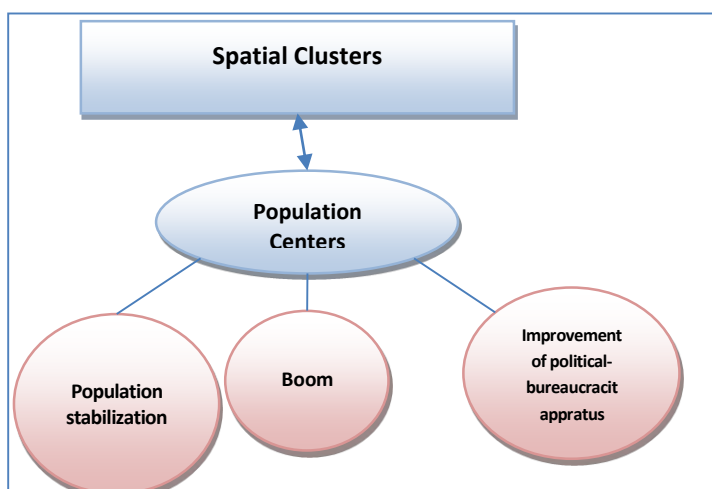 Spatial Clusters
Population
Centers
Population
stabilization
Boom
Improvement
of political-
bureaucracit
appratus